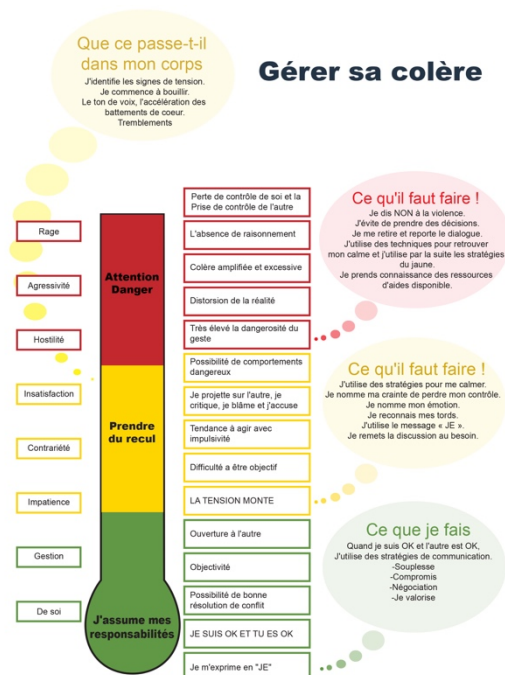 Que ce passe-t-il
dans mon corps
J'identifie les signes de tension.
Je commence à bouillir.
Le ton de voix, l'accélération des
battements de coeur.
Tremblements
Gérer sa colère
Rage
Agressivité
Hostilité
Insatisfaction
Contrariété
Impatience
Gestion
De soi
Attention
Danger
Prendre
du recul
J'assume mes
responsabilités
Perte de contrôle de soi et la
Prise de contrôle de l'autre
L'absence de raisonnement
Colère amplifiée et excessive
Distorsion de la réalité
Très élevé la dangerosité du
geste
Possibilité de comportements
dangereux
Je projette sur l'autre, je
critique, je blâme et j'accuse
Tendance à agir avec
impulsivité
Difficulté a être objectif
LA TENSION MONTE
Ouverture à l'autre
Objectivité
Possibilité de bonne
résolution de conflit
JE SUIS OK ET TU ES OK
Je m'exprime en "JE"
Ce qu'il faut faire !
Je dis NON à la violence.
J'évite de prendre des décisions.
Je me retire et reporte le dialogue.
J'utilise des techniques pour retrouver
mon calme et j'utilise par la suite les stratégies
du jaune.
Je prends connaissance des ressources
d'aides disponible.
Ce qu'il faut faire !
J'utilise des stratégies pour me calmer.
Je nomme ma crainte de perdre mon contrôle.
Je nomme mon émotion.
Je reconnais mes tords.
J'utilise le message « JE ».
Je remets la discussion au besoin.
Ce que je fais
Quand je suis OK et l'autre est OK,
J'utilise des stratégies de communication.
-Souplesse
-Compromis
-Négociation
-Je valorise